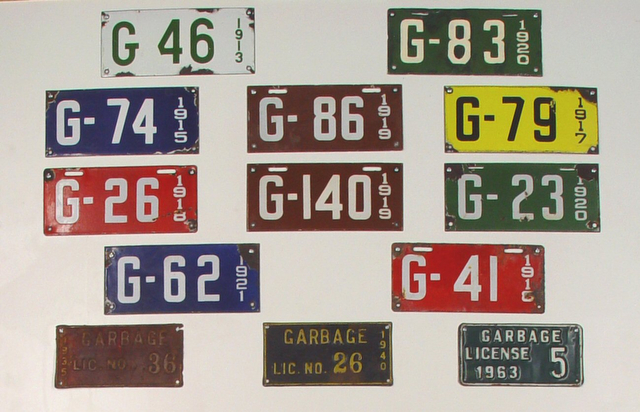 G 46 1913
G-83 1920
G-74 1915
G-86 1919
G-79 1917
G-26 1918
G-140 1919
G-23 1920
G-62 1921
G-41
GARBAGE
LIC. NO. 36
GARBAGE 1940
LIC. NO. 26
GARBAGE
LICENSE
1963 5